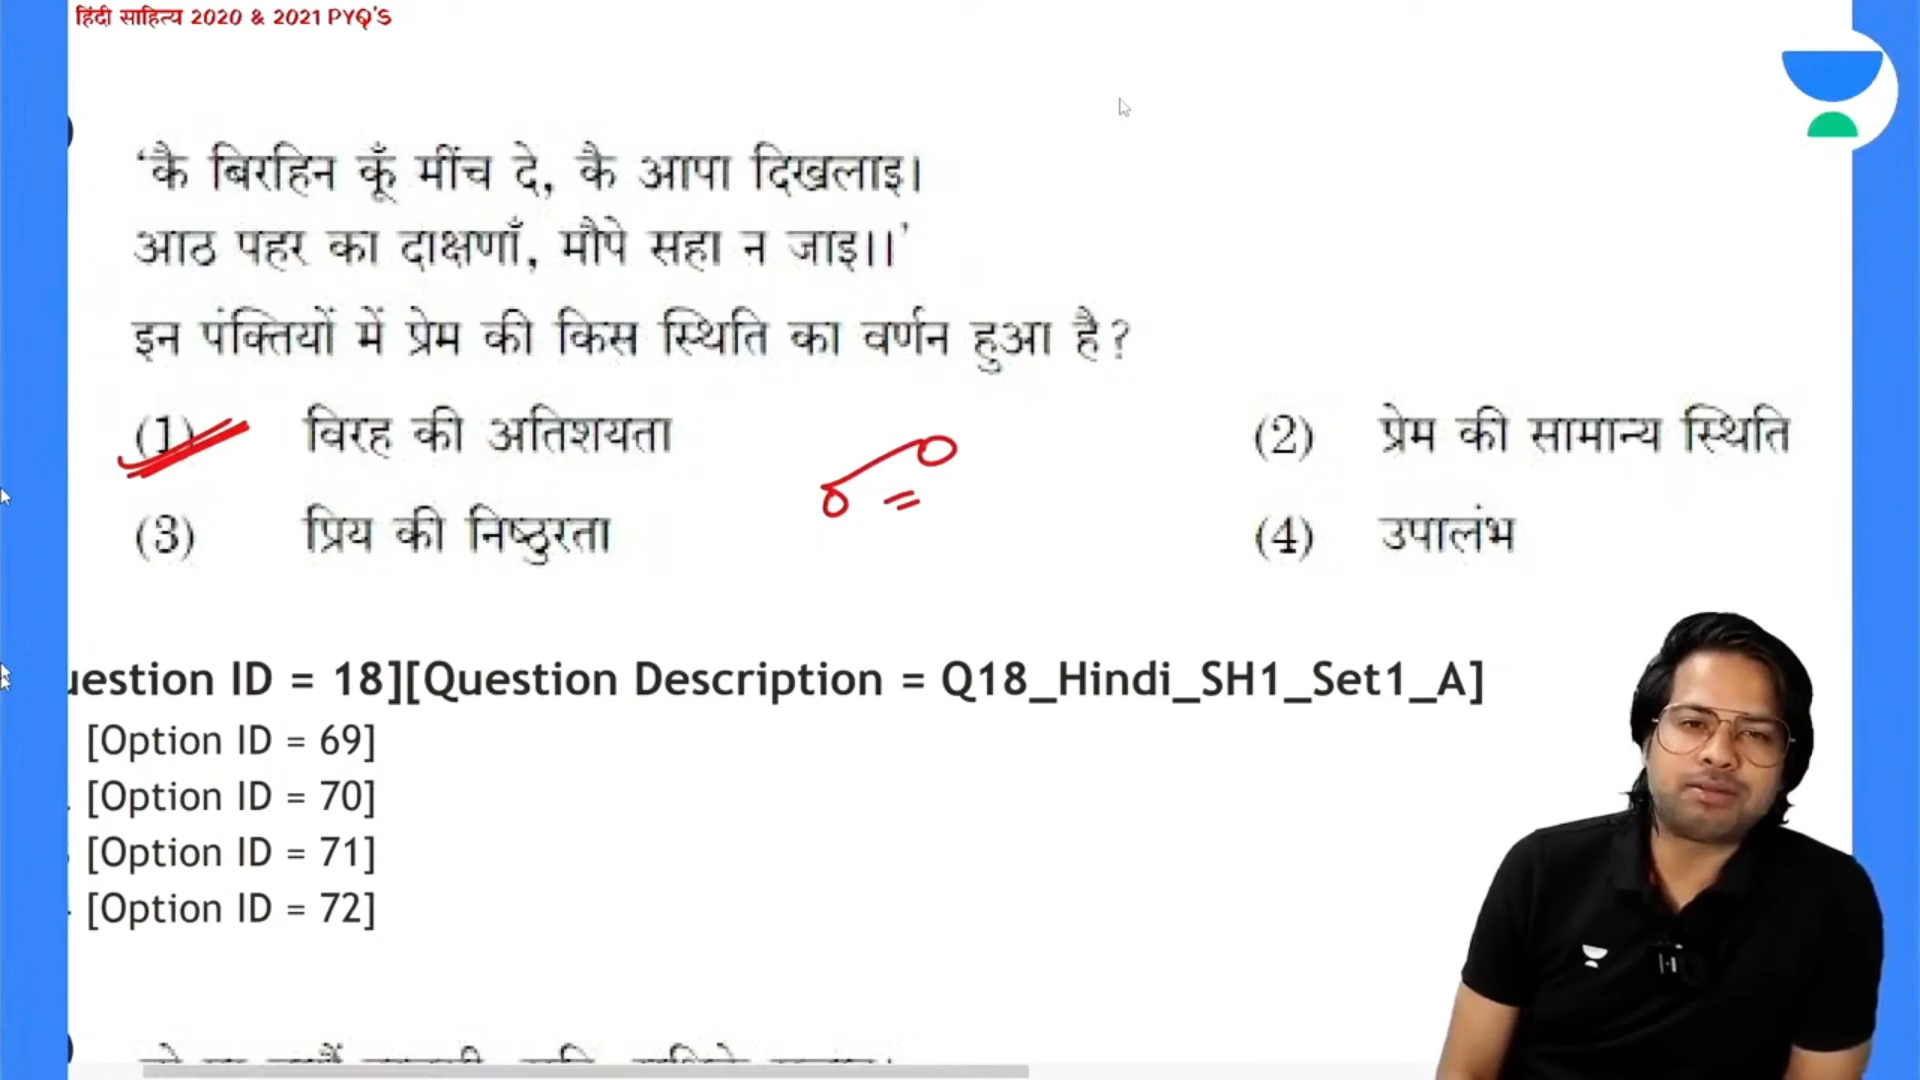 हिंदी साहित्य 2020 & 2021 PYQ'S
‘कै बिरहिन कूँ मींच दे, कै आपा दिखलाइ।
आठ पहर का दाक्षणाँ, मौपे सहा न जाइ।।’
इन पंक्तियों में प्रेम की किस स्थिति का वर्णन हुआ है?
(1) विरह की अतिशयता (2) प्रेम की सामान्य स्थिति
(3) प्रिय की निष्ठुरता (4) उपालंभ
uestion ID = 18][Question Description = Q18_Hindi_SH1_Set1_A]
[Option ID = 69]
[Option ID = 70]
[Option ID = 71]
[Option ID = 72]